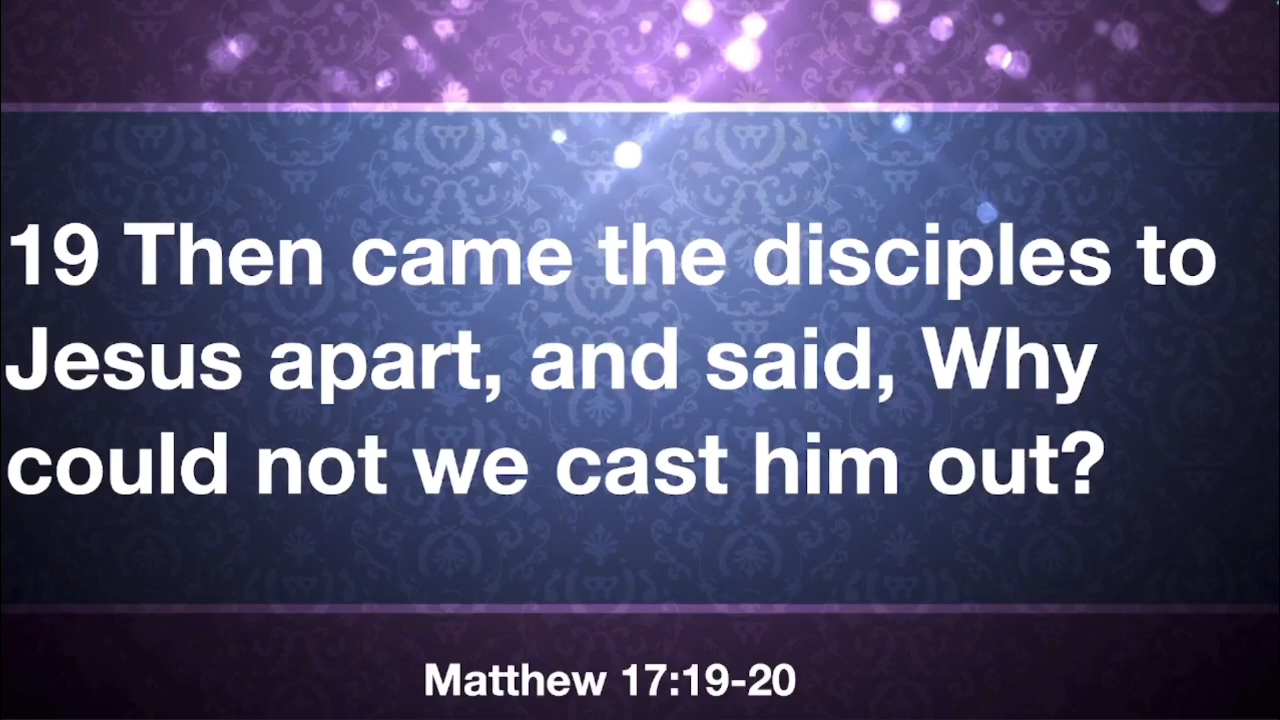 19 Then came the disciples to
Jesus apart, and said, Why
could not we cast him out?
Matthew 17:19-20